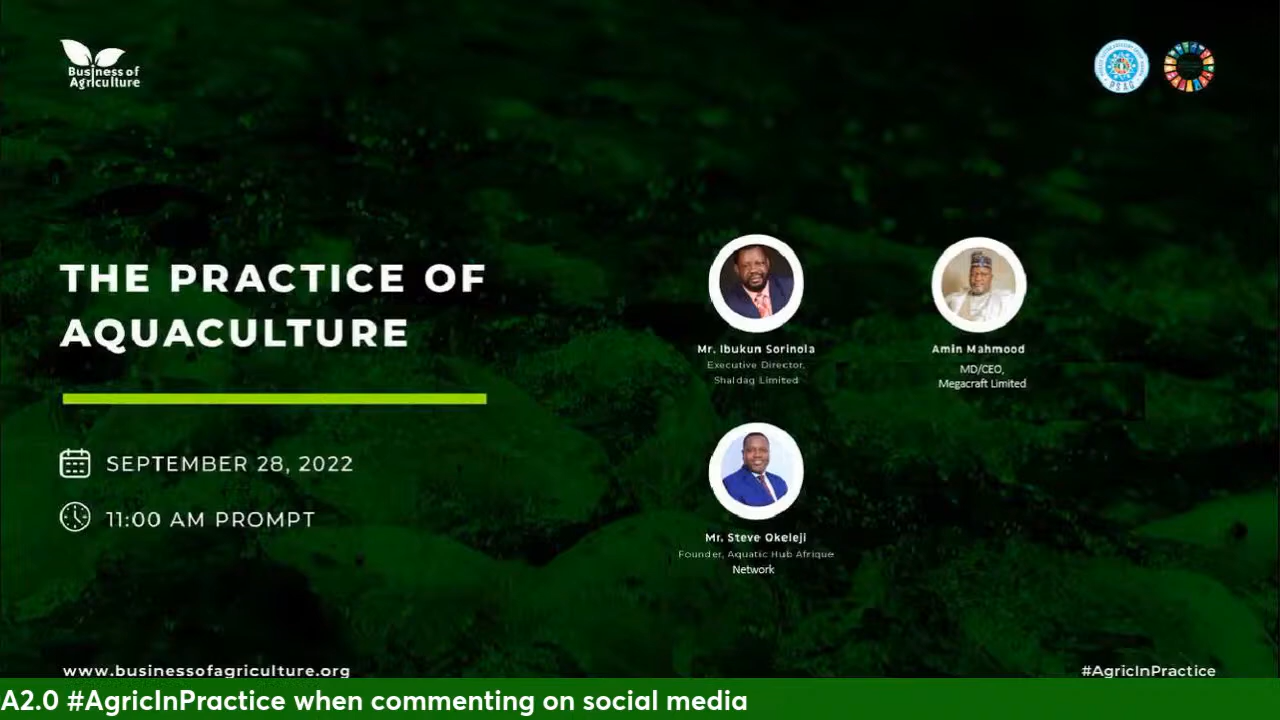 Business of
Agriculture
PSAG
THE PRACTICE OF
AQUACULTURE
SEPTEMBER 28, 2022
11:00 AM PROMPT
Mr. Ibukun Sorinola
Executive Director,
Shaldag Limited
Amin Mahmood
MD/CEO,
Megacraft Limited
Mr. Steve Okeleji
Founder, Aquatic Hub Afrique
Network
www.businessofagriculture.org
#AgricInPractice
A2.0 #AgricInPractice when commenting on social media